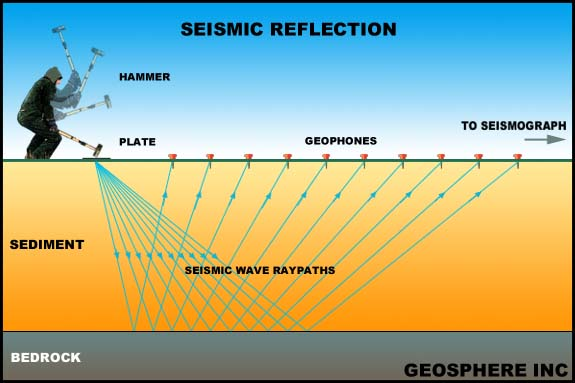 SEISMIC REFLECTION
HAMMER
PLATE
GEOPHONES
TO SEISMOGRAPH
SEDIMENT
SEISMIC WAVE RAYPATHS
BEDROCK
GEOSPHERE INC